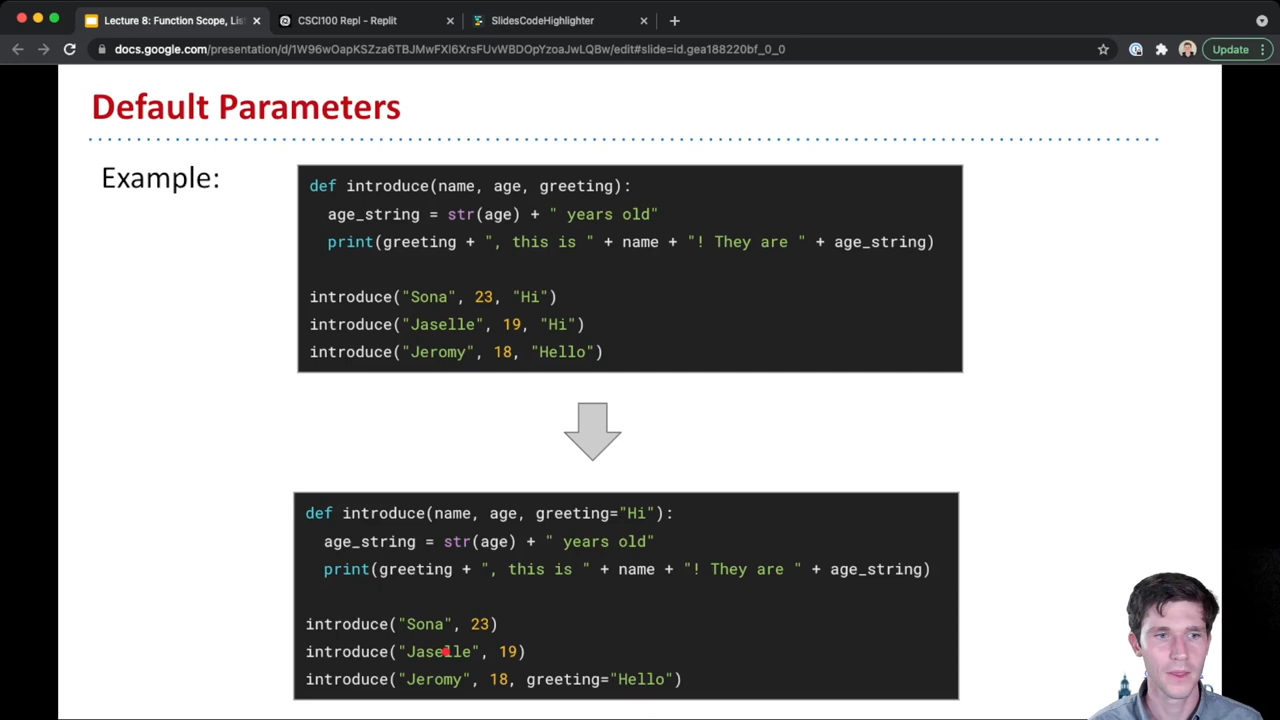 Lecture 8: Function Scope, Lis
CSCI100 Repl - Replit
SlidesCodeHighlighter
docs.google.com/presentation/d/1W96wOapKSZza6TBJMwFXl6XrsFUvWBDOpYzoaJwLQBw/edit#slide=id.gea188220bf_0_0
Update
Default Parameters
Example:
def introduce(name, age, greeting):
age_string = str(age) + " years old"
print(greeting + ", this is " + name + "! They are " + age_string)
introduce("Sona", 23, "Hi")
introduce("Jaselle", 19, "Hi")
introduce("Jeromy", 18, "Hello")
def introduce(name, age, greeting="Hi"):
age_string = str(age) + " years old"
print(greeting + ", this is " + name + "! They are " + age_string)
introduce("Sona", 23)
introduce("Jaselle", 19)
introduce("Jeromy", 18, greeting="Hello")